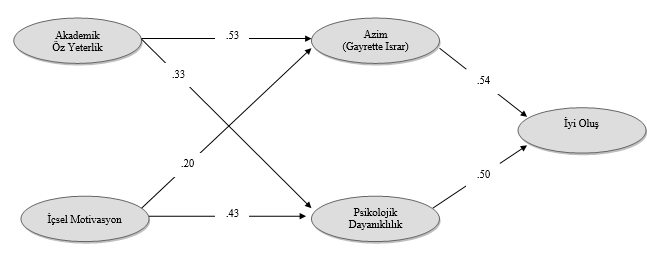 Akademik
Öz Yeterlik
.53
Azim
(Gayrette Israr)
.33
.54
İyi Oluş
.20
.50
İçsel Motivasyon
.43
Psikolojik
Dayanıklılık